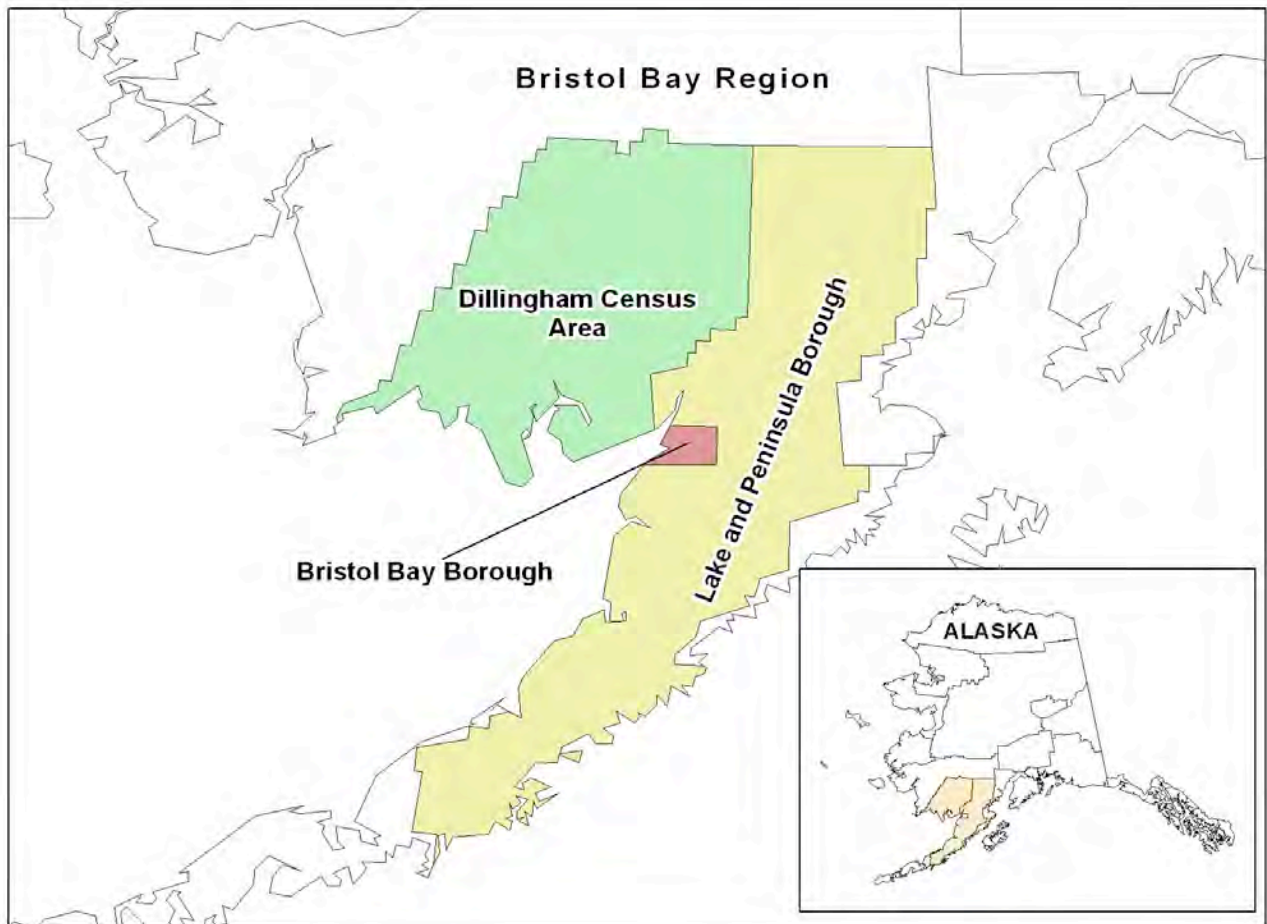 Bristol Bay Region
Dillingham Census
Area
Lake and Peninsula Borough
Bristol Bay Borough
ALASKA